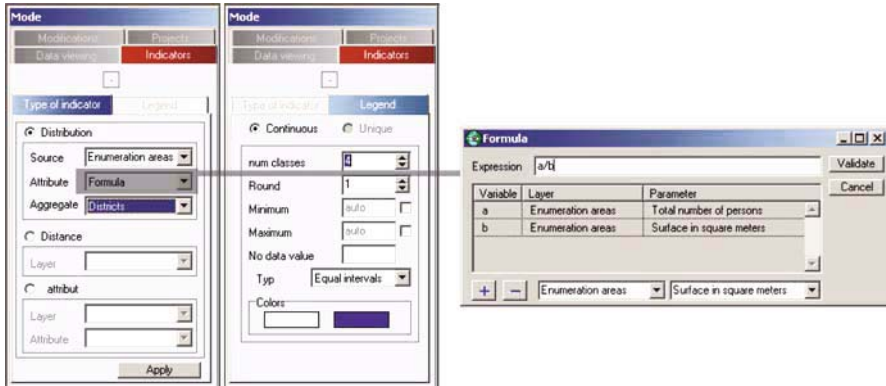 Mode
Modifications Projects
Data viewing Indicators
-
Type of indicator Legend
Distribution
Source Enumeration areas
Attribute Formula
Aggregate Districts
Distance
Layer
attribut
Layer
Attribute
Apply
Mode
Modifications Projects
Data viewing Indicators
-
Type of indicator Legend
Continuous Unique
num classes 4
Round 1
Minimum auto
Maximum auto
No data value
Typ Equal intervals
Colors
Formula
Expression a/b Validate
Cancel
Variable Layer Parameter
a Enumeration areas Total number of persons
b Enumeration areas Surface in square meters
+ - Enumeration areas Surface in square meters